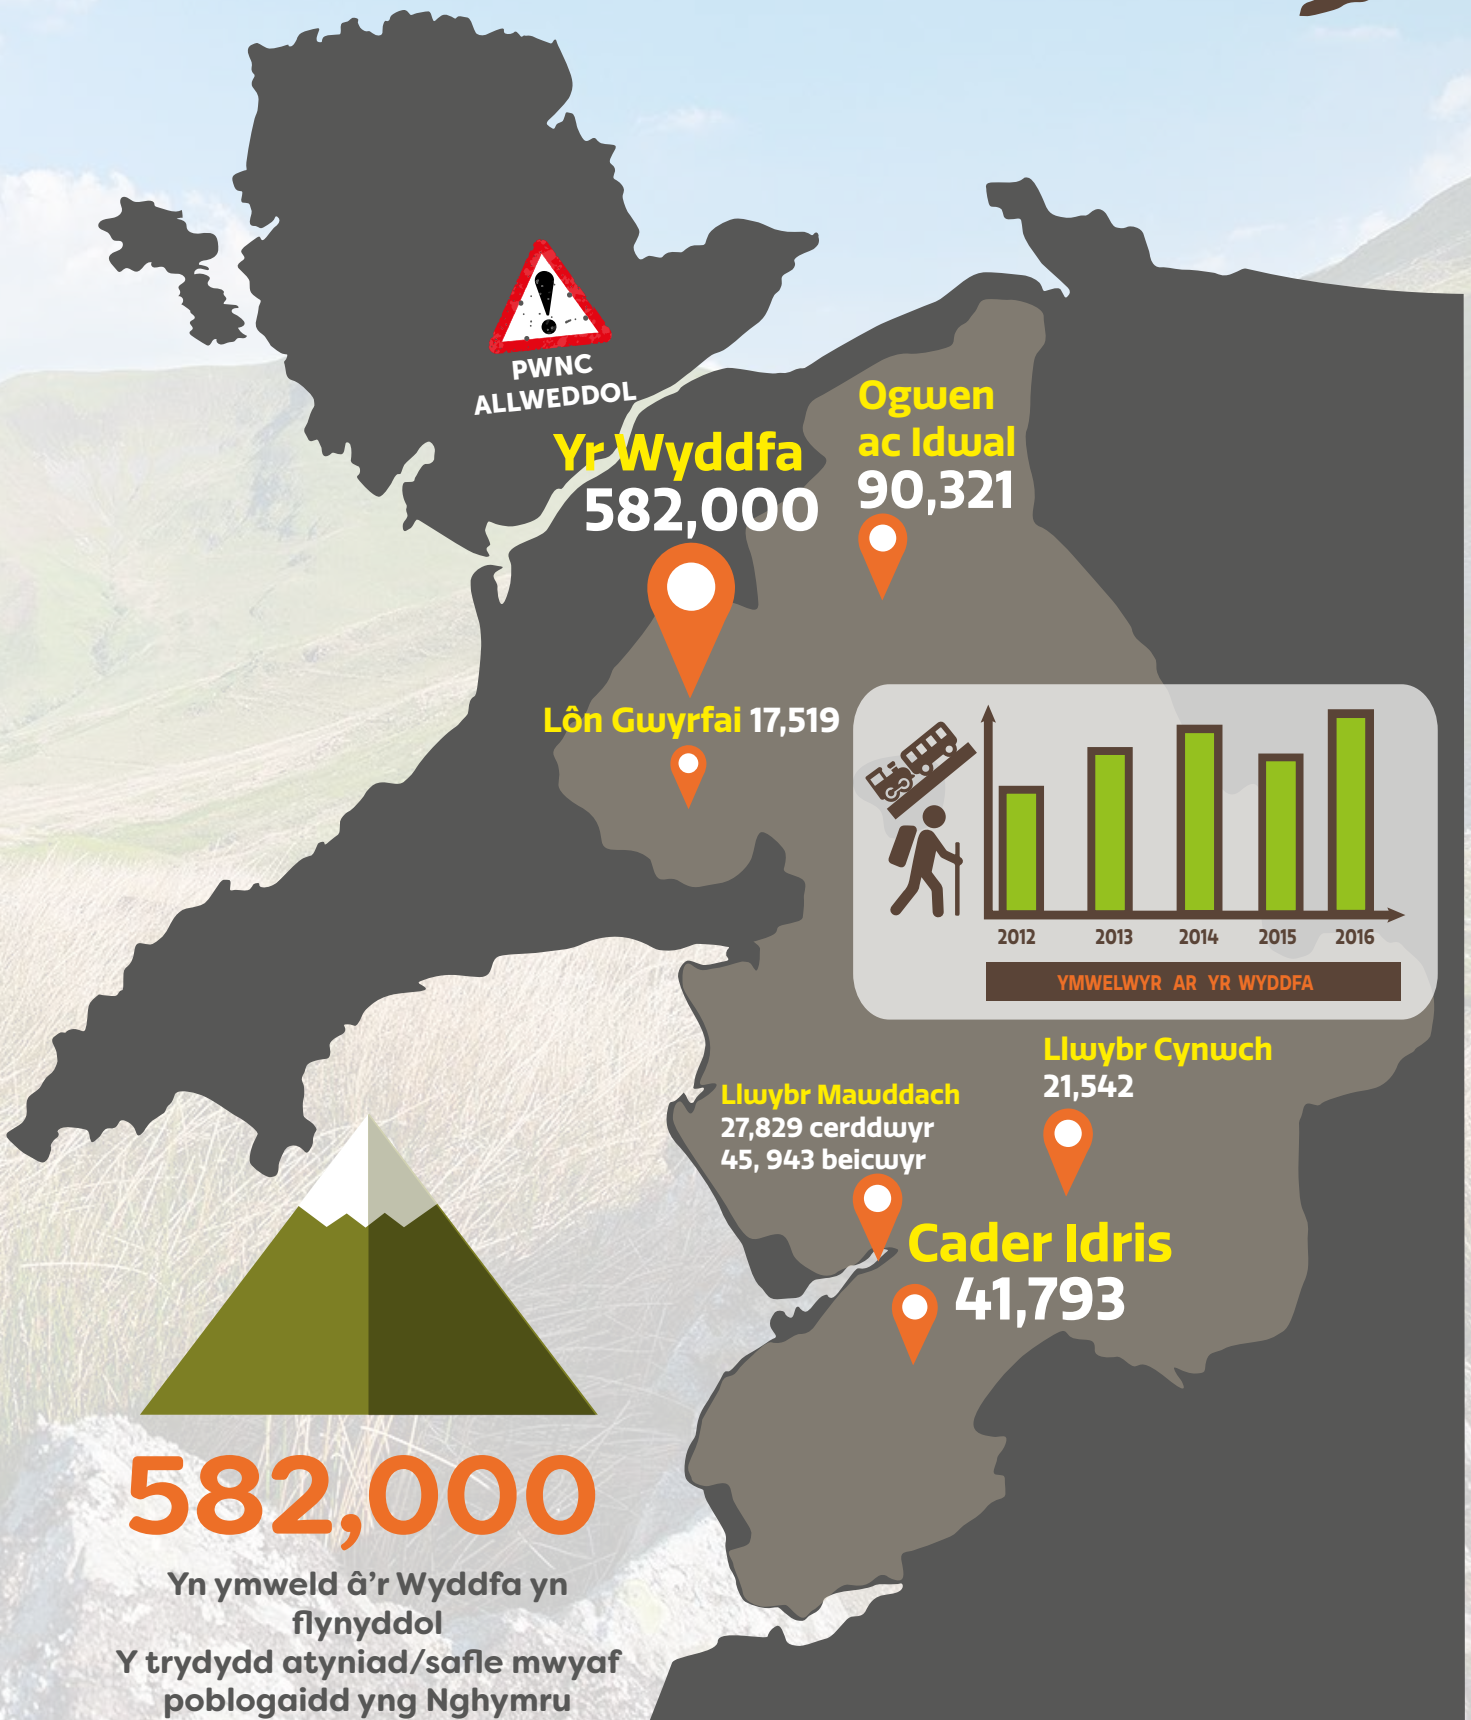 PWNC
ALLWEDDOL
Yr Wyddfa
582,000
Ogwen
ac Idwal
90,321
Lôn Gwyrfai 17,519
2012 2013 2014 2015 2016
YMWELWYR AR YR WYDDFA
Llwybr Cynwch
21,542
Llwybr Mawddach
27,829 cerddwyr
45, 943 beicwyr
Cader Idris
41,793
582,000
Yn ymweld â'r Wyddfa yn
flynyddol
Y trydydd atyniad/safle mwyaf
poblogaidd yng Nghymru